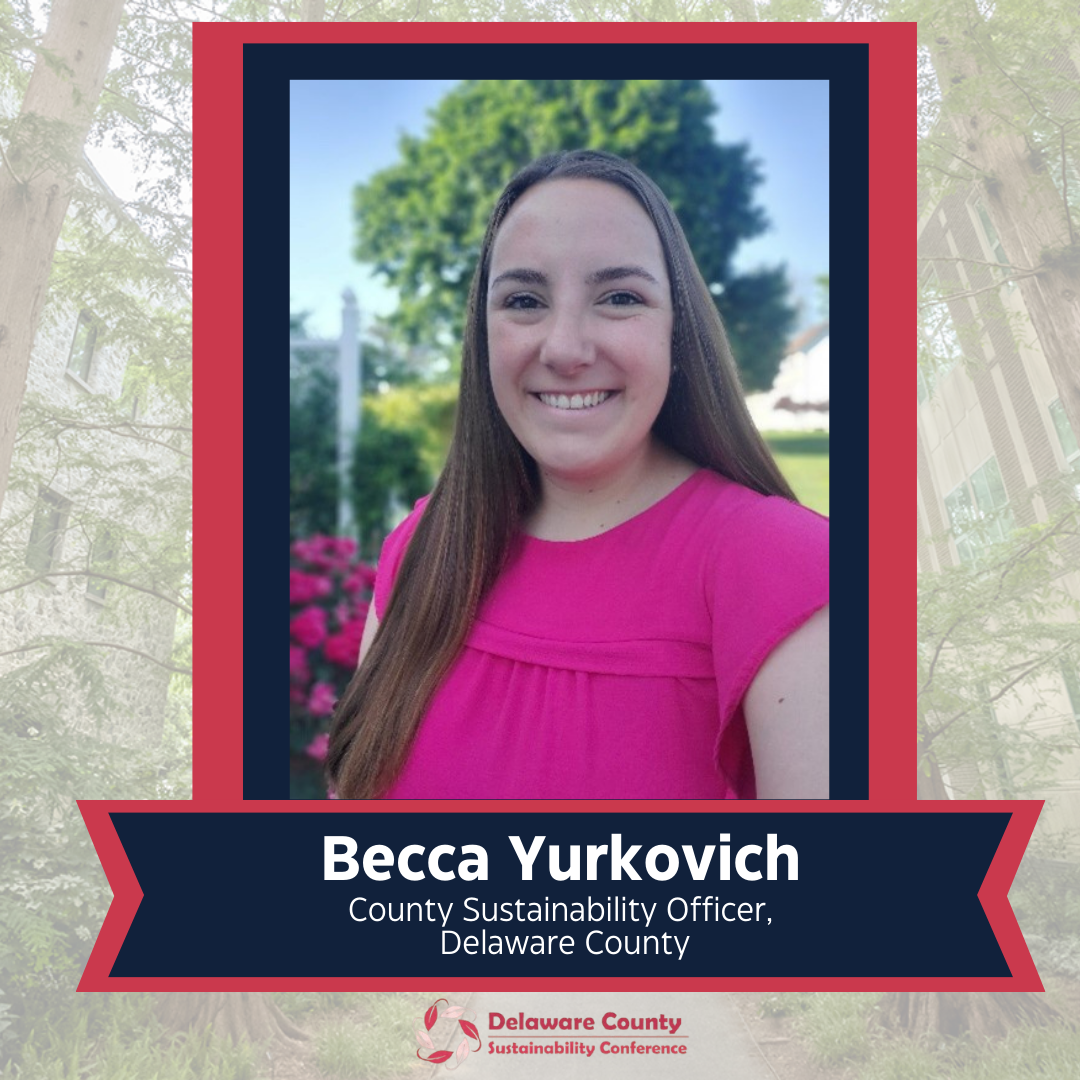 Becca Yurkovich
County Sustainability Officer,
Delaware County
Delaware County
Sustainability Conference